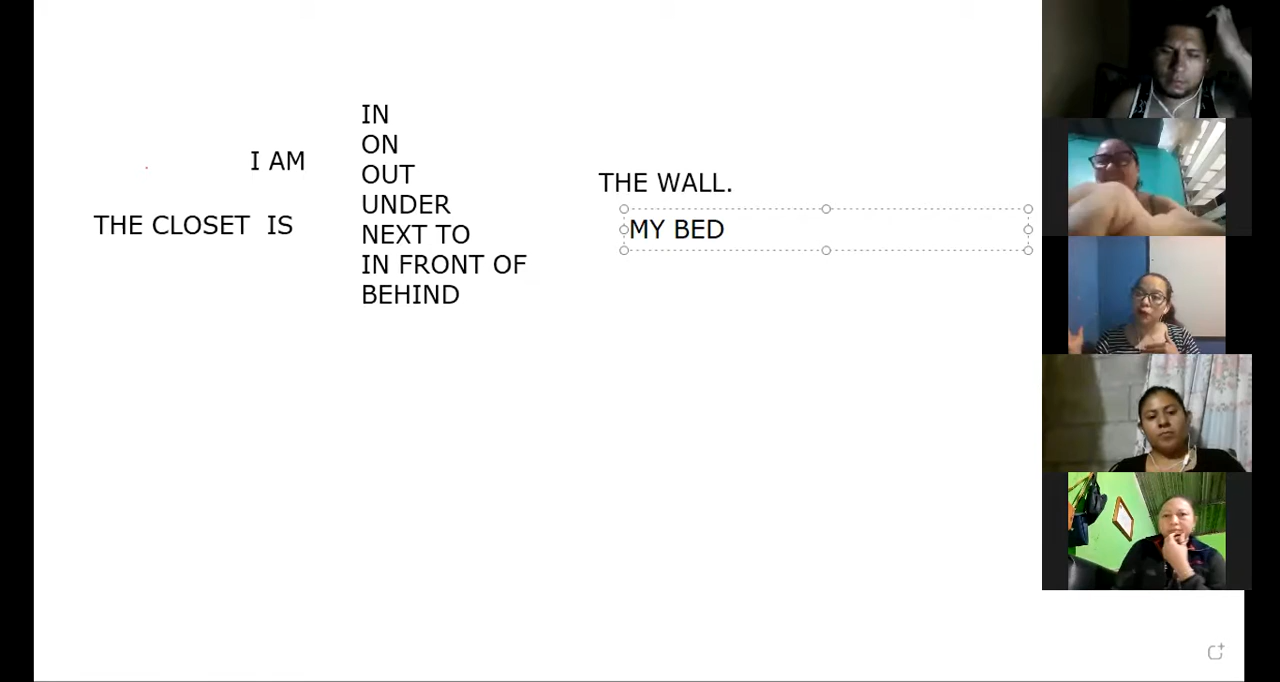 I AM
THE CLOSET IS
IN
ON
OUT
UNDER
NEXT TO
IN FRONT OF
BEHIND
THE WALL.
MY BED